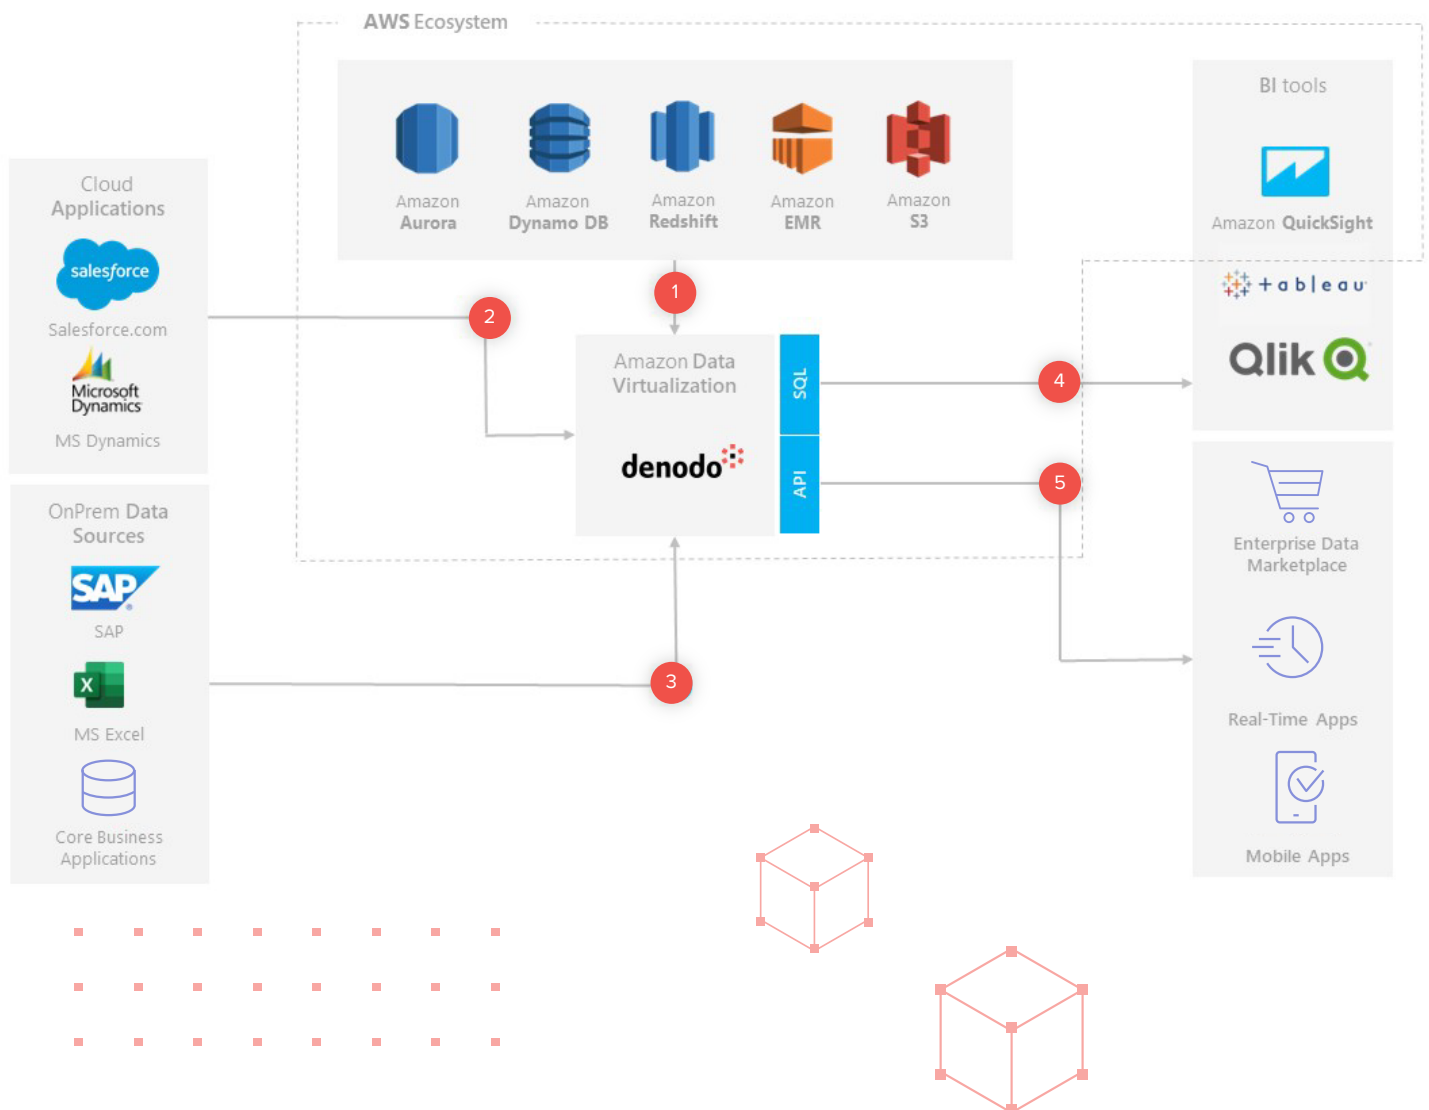 AWS Ecosystem
Amazon
Aurora
Amazon
Dynamo DB
Amazon
Redshift
Amazon
EMR
Amazon
S3
BI tools
Amazon QuickSight
+ableau
Qlik Q
Cloud
Applications
salesforce
Salesforce.com
Microsoft
Dynamics
MS Dynamics
OnPrem Data
Sources
SAP
SAP
X
MS Excel
Core Business
Applications
1
2
3
Amazon Data
Virtualization
denodo
SQL
API
4
5
Enterprise Data
Marketplace
Real-Time Apps
Mobile Apps